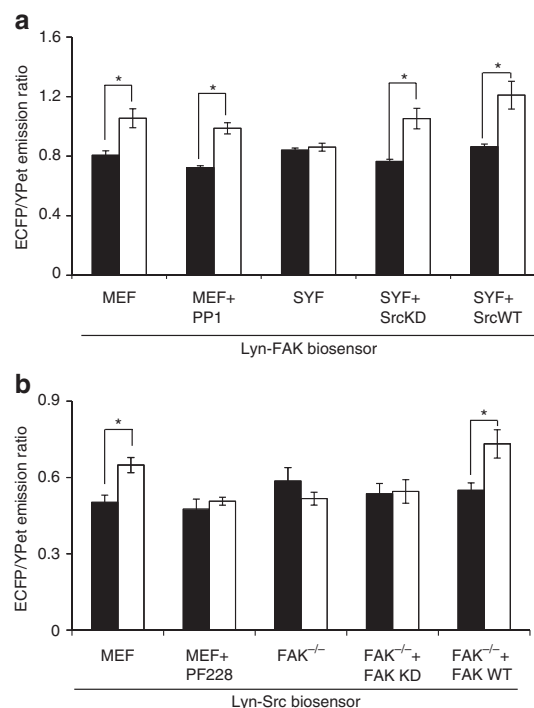 a
ECFP/YPet emission ratio
1.6
1.2
0.8
0.4
0
*
*
*
*
MEF
MEF+
PP1
SYF
SYF+
SrcKD
SYF+
SrcWT
Lyn-FAK biosensor
b
ECFP/YPet emission ratio
0.9
0.6
0.3
0
*
*
MEF
MEF+
PF228
FAK−/−
FAK−/−+
FAK KD
FAK−/−+
FAK WT
Lyn-Src biosensor